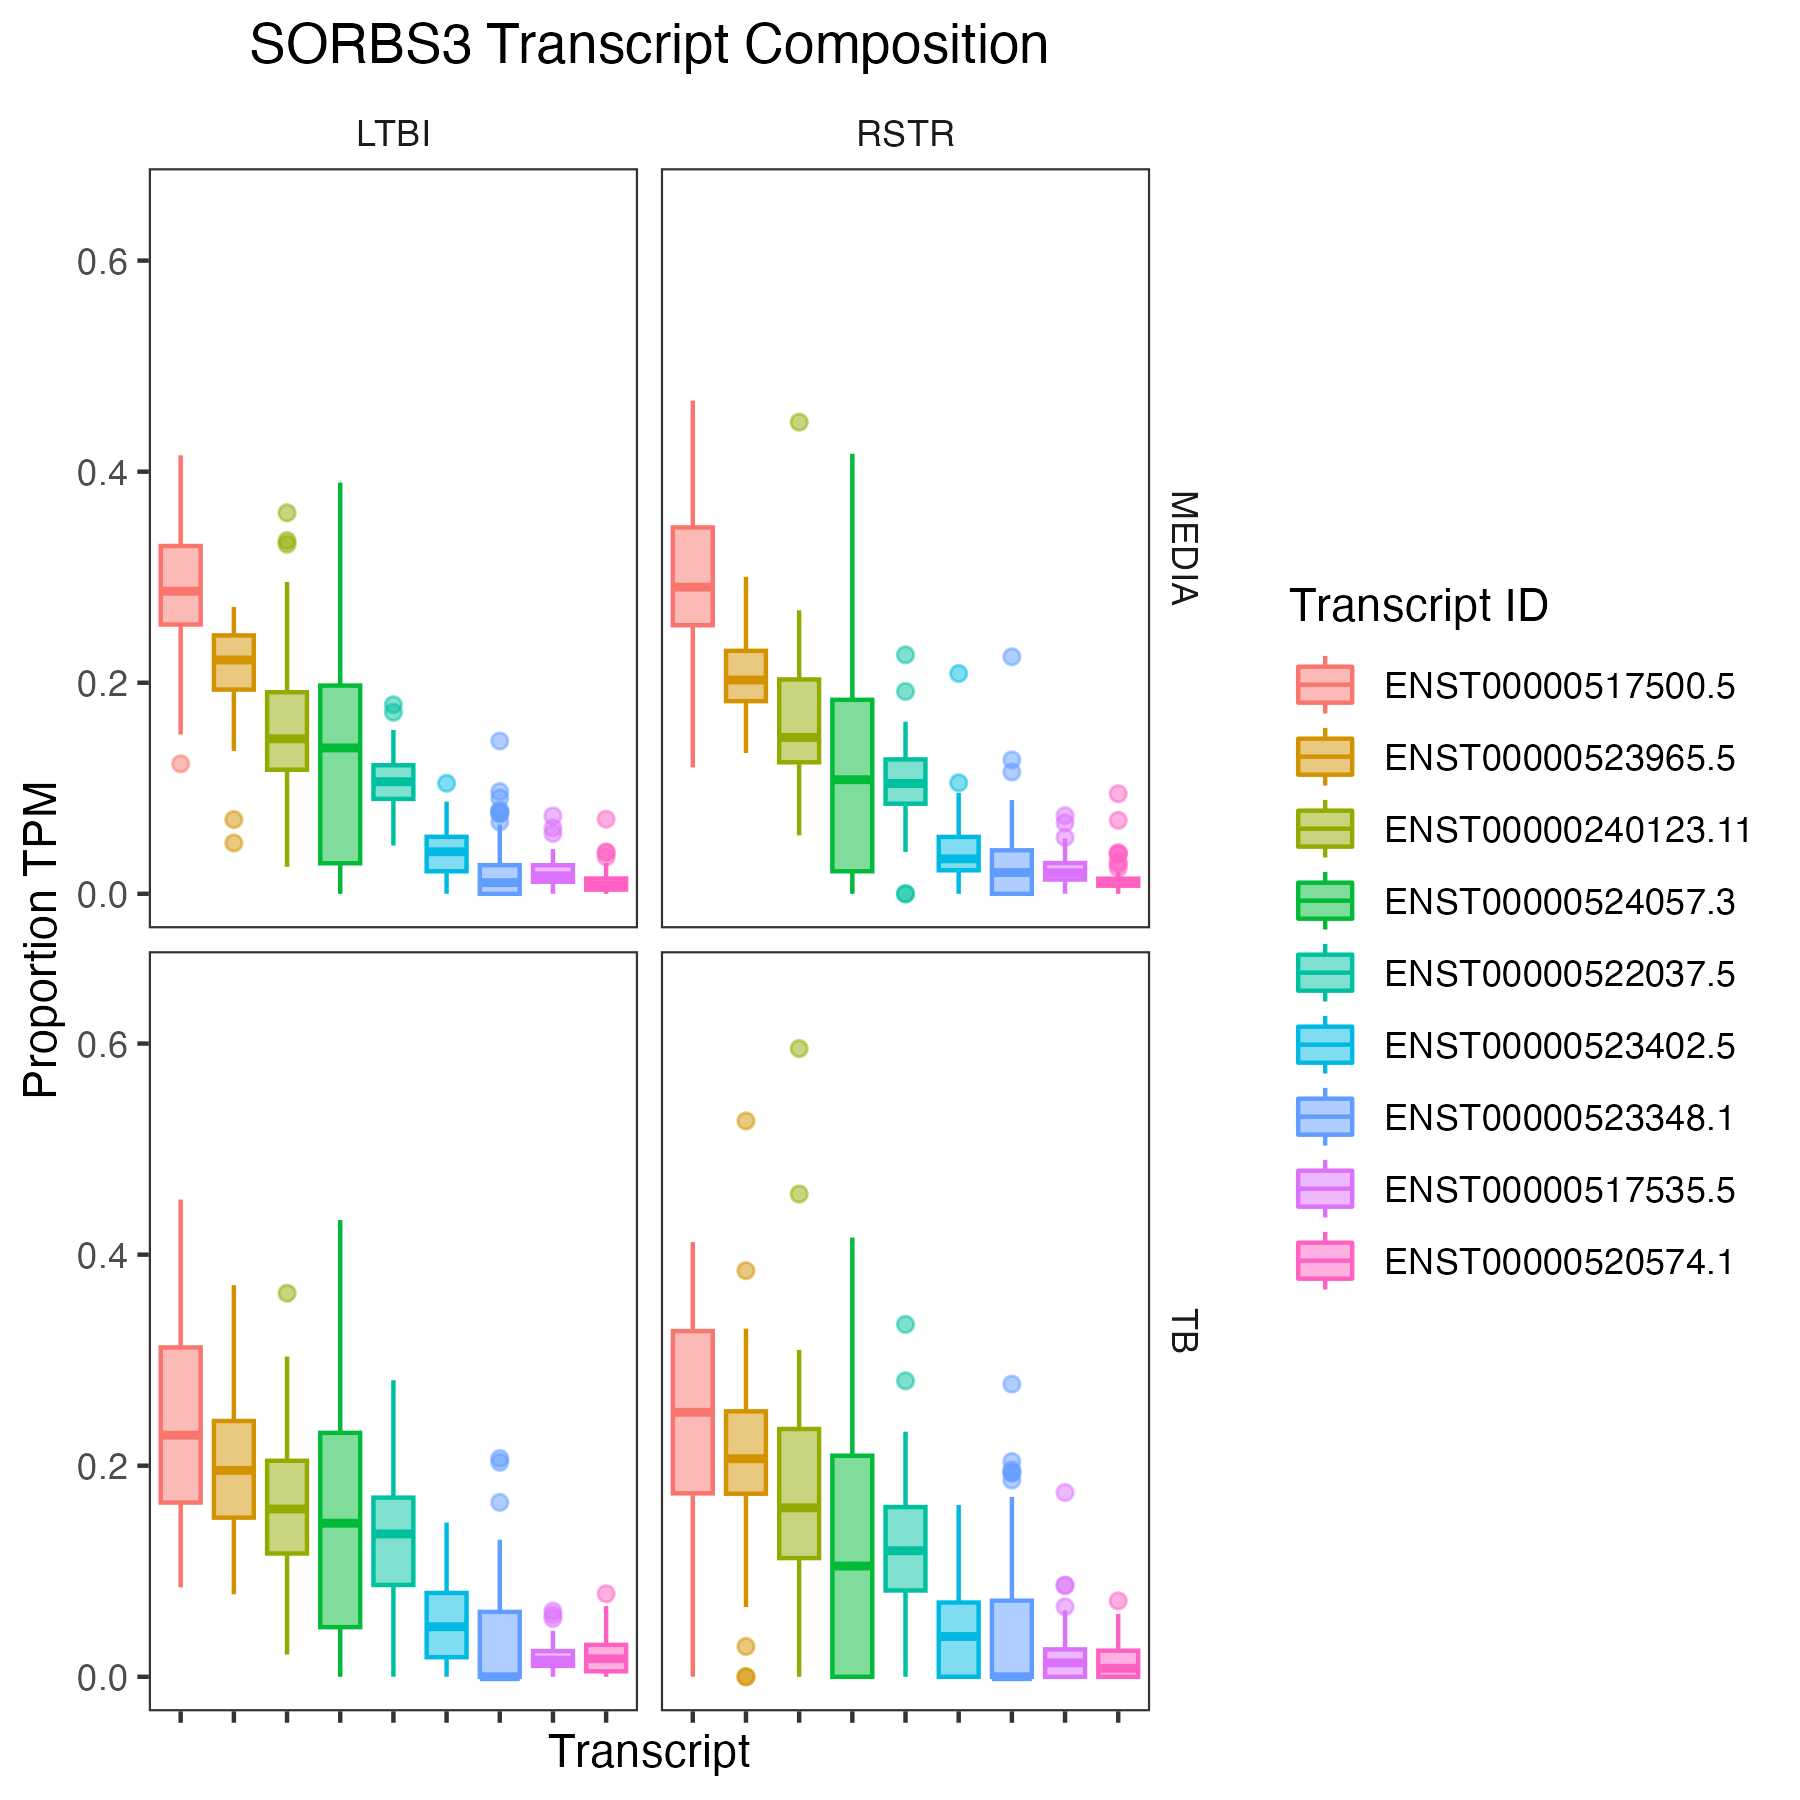 SORBS3 Transcript Composition
LTBI
RSTR
0.6
0.4
0.2
0.0
MEDIA
0.6
0.4
0.2
0.0
TB
Proportion TPM
Transcript
Transcript ID
ENST00000517500.5
ENST00000523965.5
ENST00000240123.11
ENST00000524057.3
ENST00000522037.5
ENST00000523402.5
ENST00000523348.1
ENST00000517535.5
ENST00000520574.1